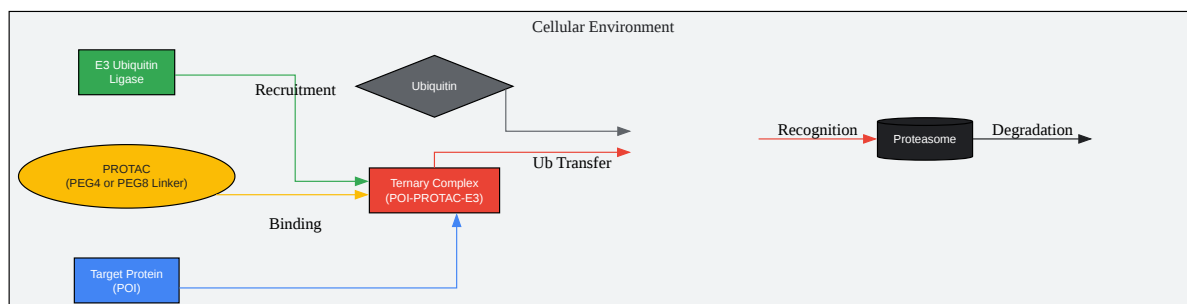 Cellular Environment
E3 Ubiquitin
Ligase
Recruitment
Ubiquitin
PROTAC
(PEG4 or PEG8 Linker)
Binding
Target Protein
(POI)
Ternary Complex
(POI-PROTAC-E3)
Ub Transfer
Recognition
Proteasome
Degradation